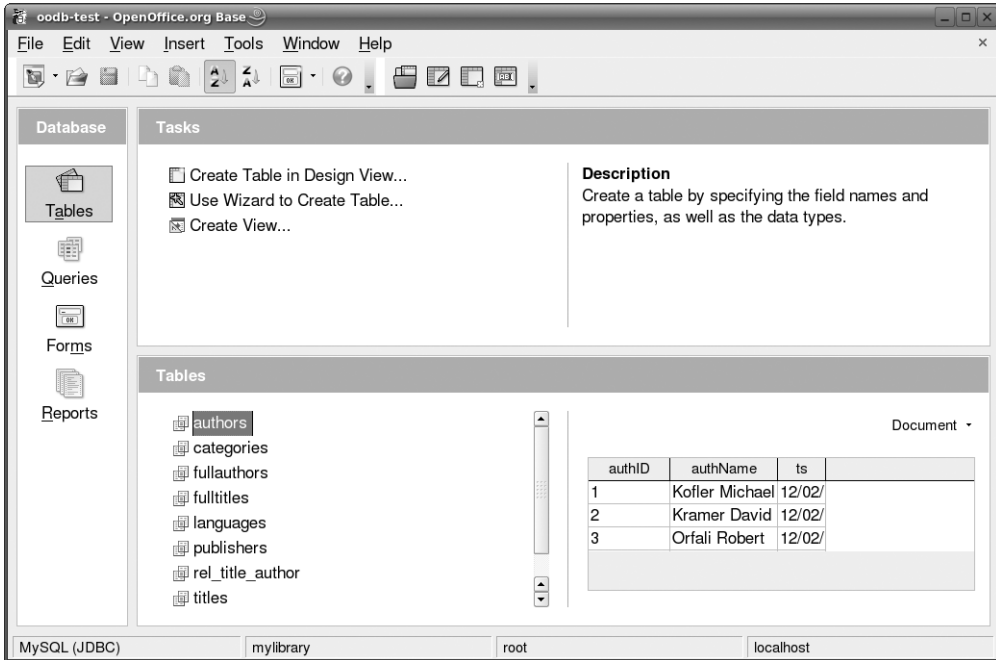 oodb-test - OpenOffice.org Base
File Edit View Insert Tools Window Help
Database
Tables
Queries
Forms
Reports
Tasks
Create Table in Design View...
Use Wizard to Create Table...
Create View...
Description
Create a table by specifying the field names and
properties, as well as the data types.
Tables
authors
categories
fullauthors
fulltitles
languages
publishers
rel_title_author
titles
Document
authID authName ts
1 Kofler Michael 12/02/
2 Kramer David 12/02/
3 Orfali Robert 12/02/
MySQL (JDBC) mylibrary root localhost